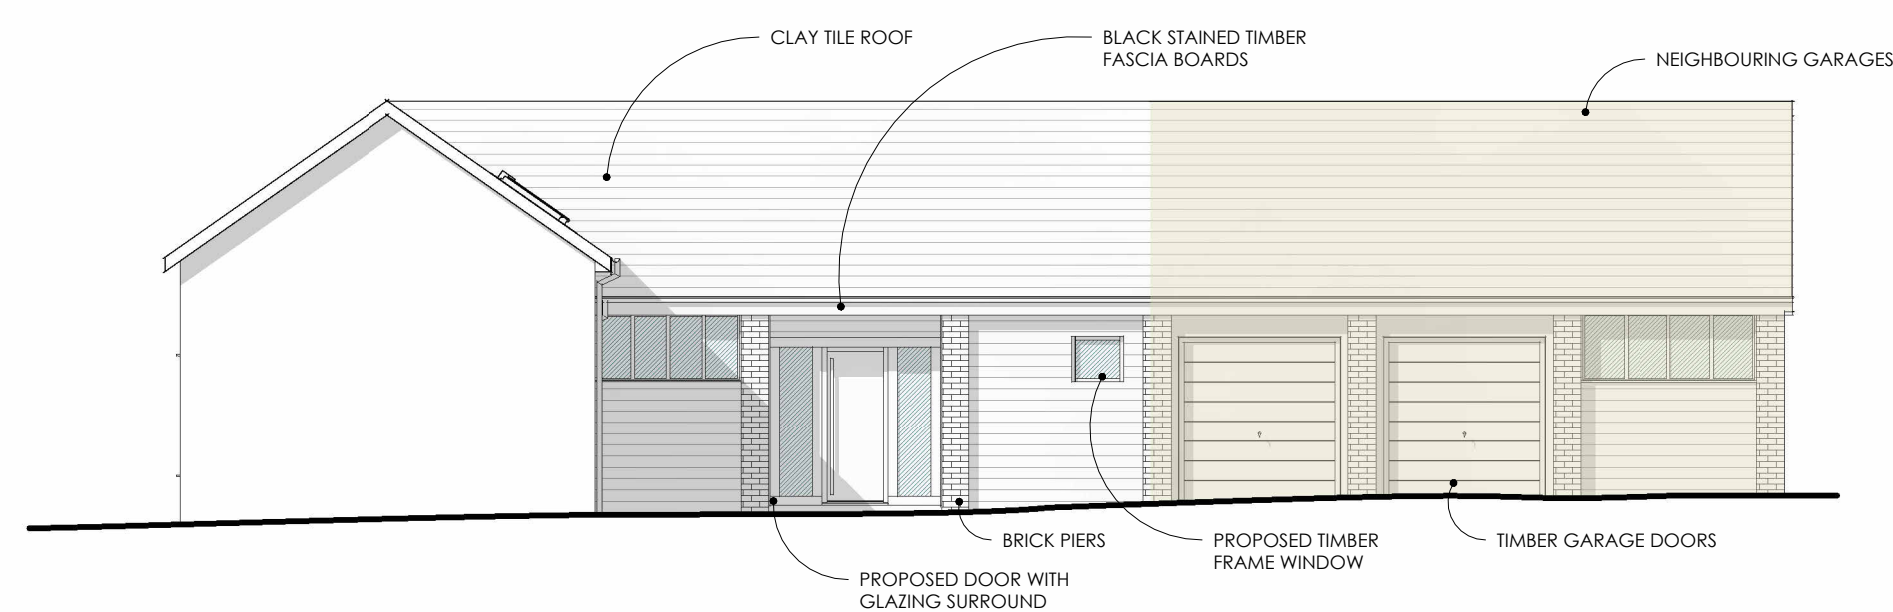 CLAY TILE ROOF
BLACK STAINED TIMBER
FASCIA BOARDS
NEIGHBOURING GARAGES
BRICK PIERS
PROPOSED TIMBER
FRAME WINDOW
TIMBER GARAGE DOORS
PROPOSED DOOR WITH
GLAZING SURROUND